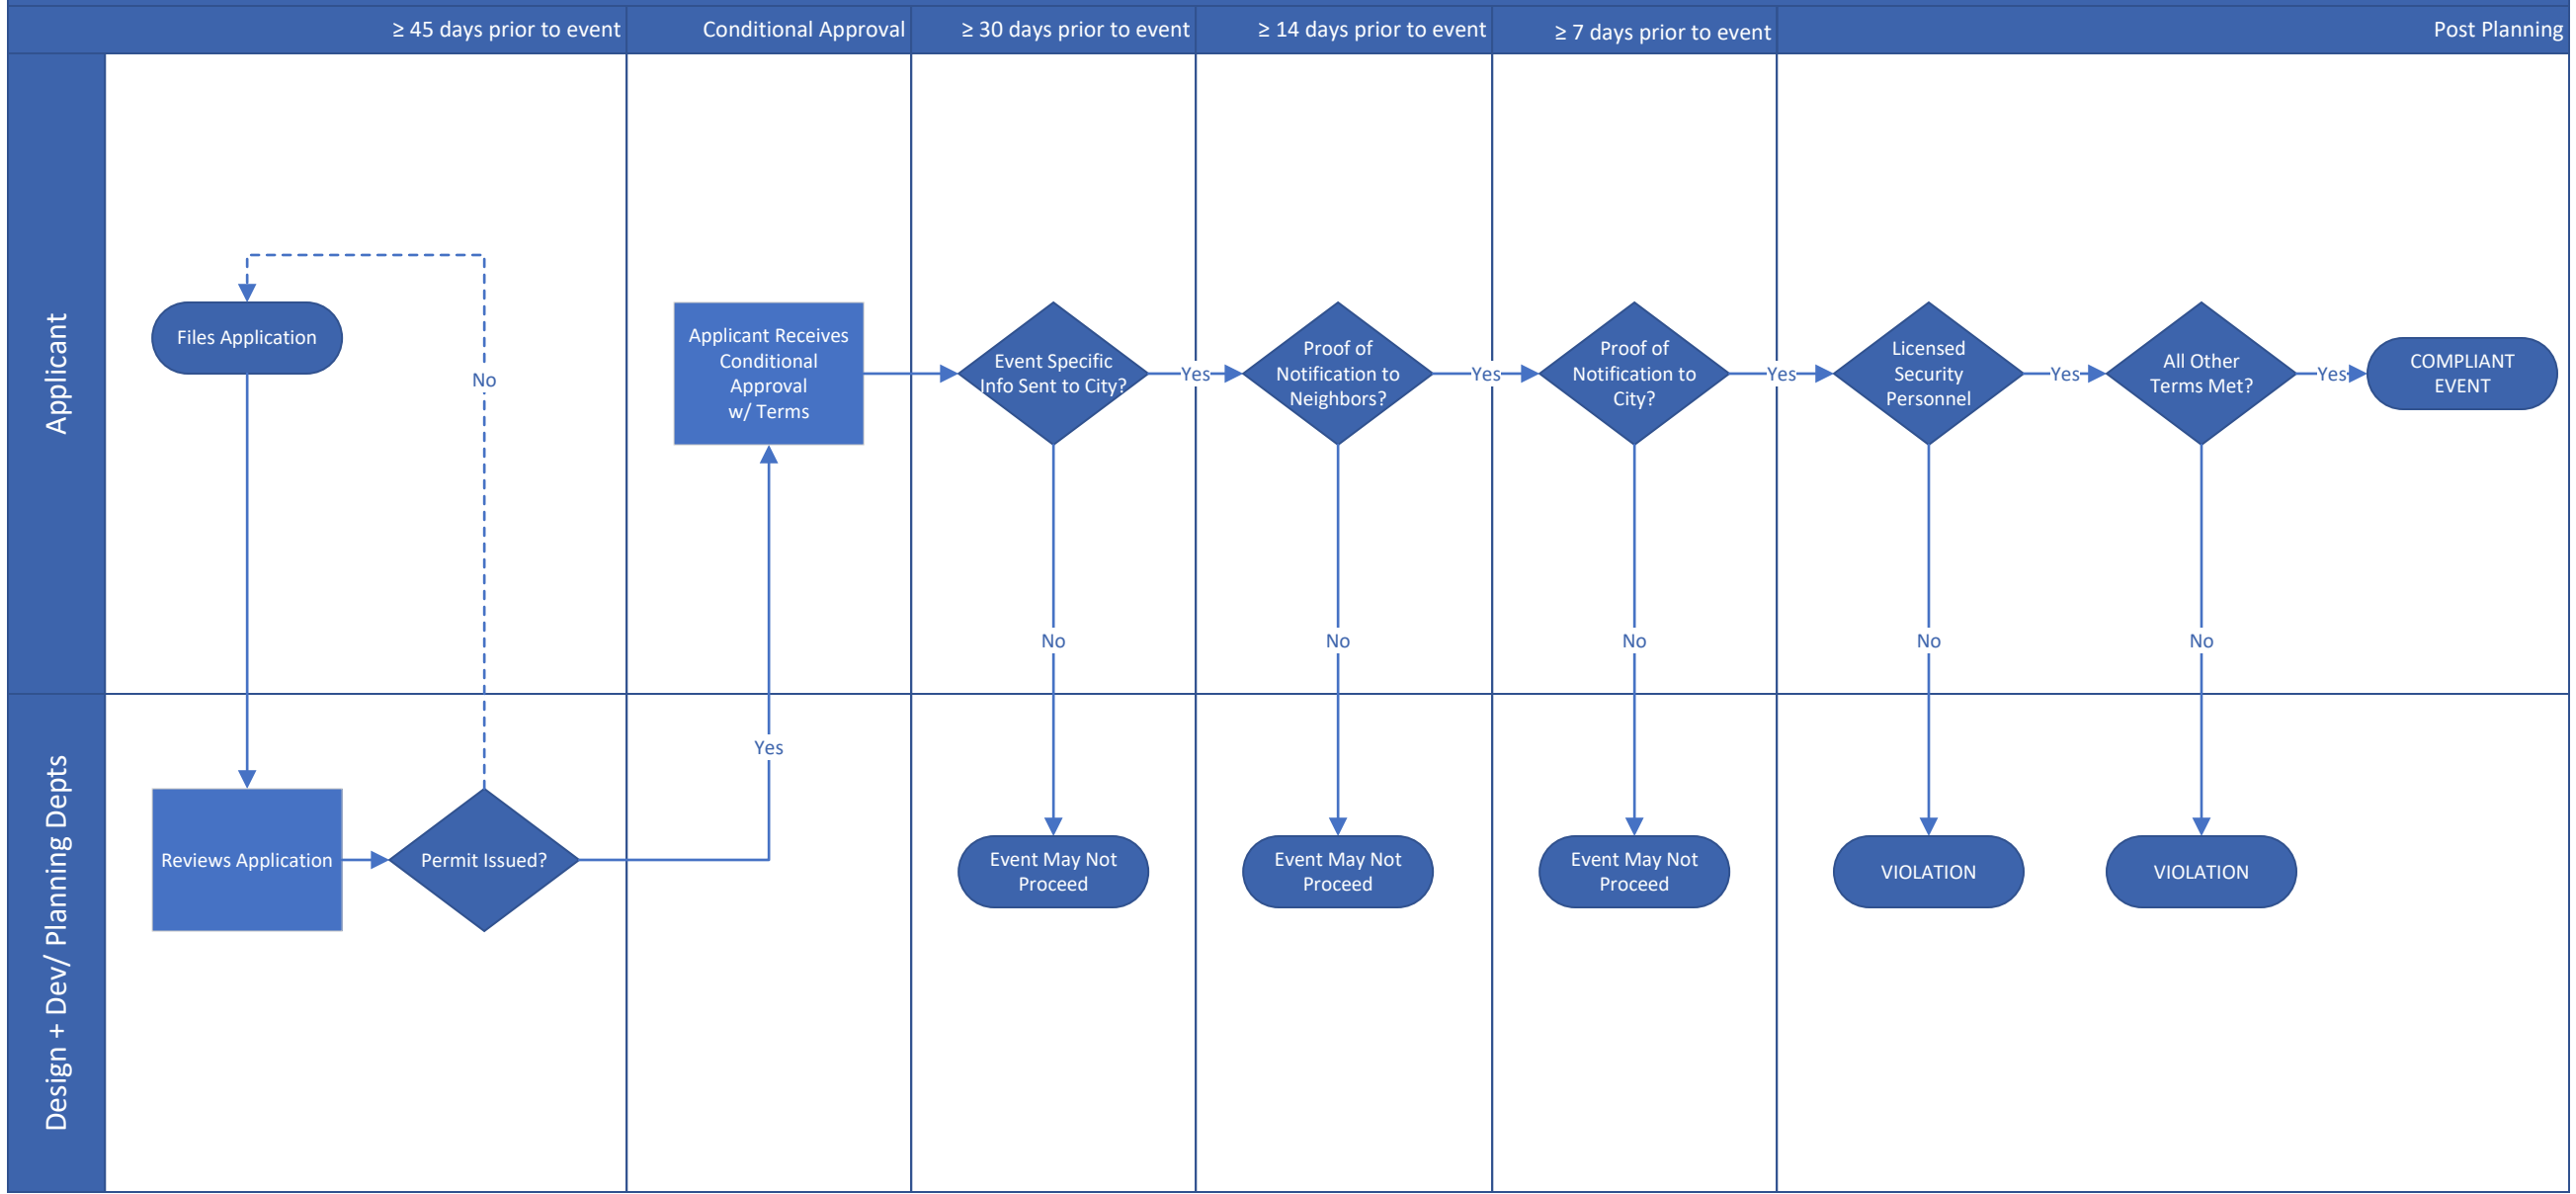 ≥ 45 days prior to event
Conditional Approval
≥ 30 days prior to event
≥ 14 days prior to event
≥ 7 days prior to event
Post Planning
Applicant
Files Application
No
Applicant Receives
Conditional
Approval
w/ Terms
Event Specific
Info Sent to City?
Yes
Proof of
Notification to
Neighbors?
Yes
Proof of
Notification to
City?
Yes
Licensed
Security
Personnel
Yes
All Other
Terms Met?
Yes
COMPLIANT
EVENT
No
No
No
No
No
Design + Dev/ Planning Depts
Yes
Reviews Application
Permit Issued?
Event May Not
Proceed
Event May Not
Proceed
Event May Not
Proceed
VIOLATION
VIOLATION